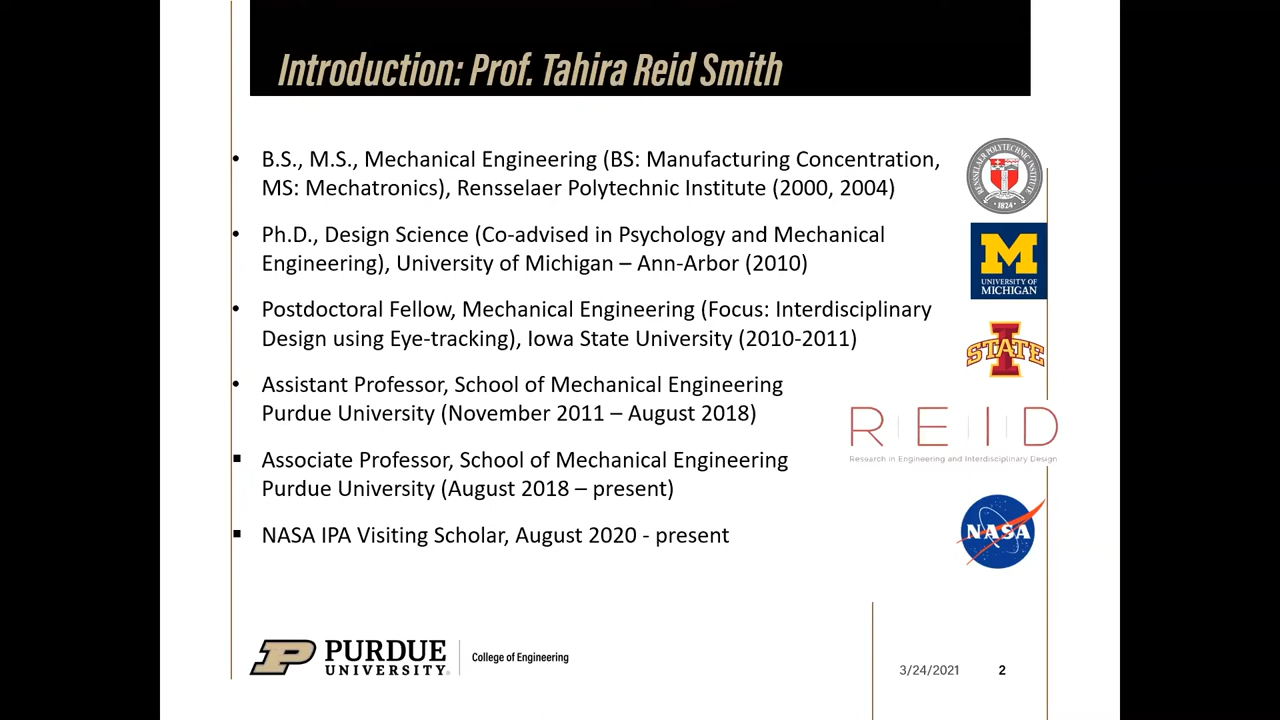 Introduction: Prof. Tahira Reid Smith
• B.S., M.S., Mechanical Engineering (BS: Manufacturing Concentration,
MS: Mechatronics), Rensselaer Polytechnic Institute (2000, 2004)
RENSSELAER POLYTECHNIC INSTITUTE
• 1824 •
• Ph.D., Design Science (Co-advised in Psychology and Mechanical
Engineering), University of Michigan – Ann-Arbor (2010)
M
UNIVERSITY OF
MICHIGAN
• Postdoctoral Fellow, Mechanical Engineering (Focus: Interdisciplinary
Design using Eye-tracking), Iowa State University (2010-2011)
I
STATE
• Assistant Professor, School of Mechanical Engineering
Purdue University (November 2011 – August 2018)
R|E|I|D
Research in Engineering and Interdisciplinary Design
▪ Associate Professor, School of Mechanical Engineering
Purdue University (August 2018 – present)
▪ NASA IPA Visiting Scholar, August 2020 - present
NASA
P PURDUE
UNIVERSITY®
College of Engineering
3/24/2021 2